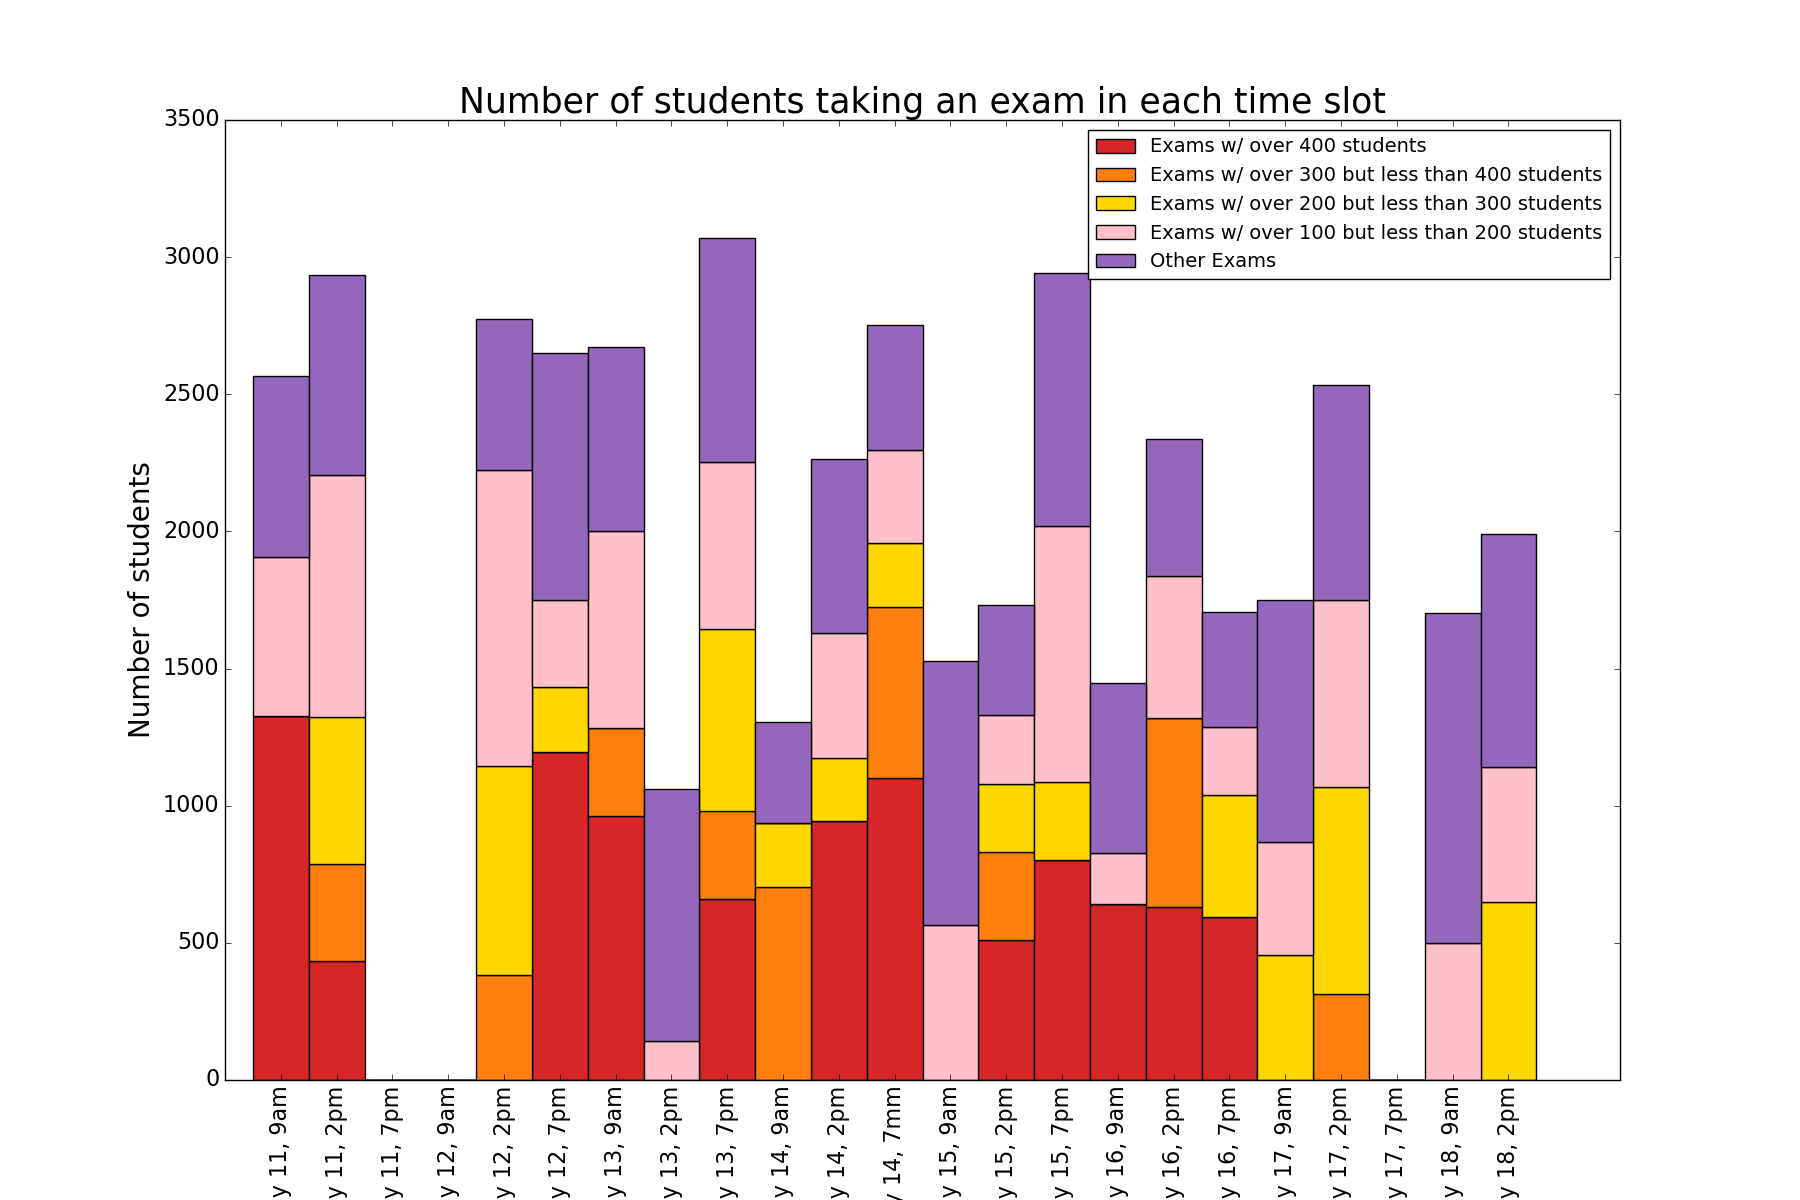 Number of students taking an exam in each time slot
Exams w/ over 400 students
Exams w/ over 300 but less than 400 students
Exams w/ over 200 but less than 300 students
Exams w/ over 100 but less than 200 students
Other Exams
Number of students
3500
3000
2500
2000
1500
1000
500
0
y 11, 9am
y 11, 2pm
y 11, 7pm
y 12, 9am
y 12, 2pm
y 12, 7pm
y 13, 9am
y 13, 2pm
y 13, 7pm
y 14, 9am
y 14, 2pm
y 14, 7mm
y 15, 9am
y 15, 2pm
y 15, 7pm
y 16, 9am
y 16, 2pm
y 16, 7pm
y 17, 9am
y 17, 2pm
y 17, 7pm
y 18, 9am
y 18, 2pm